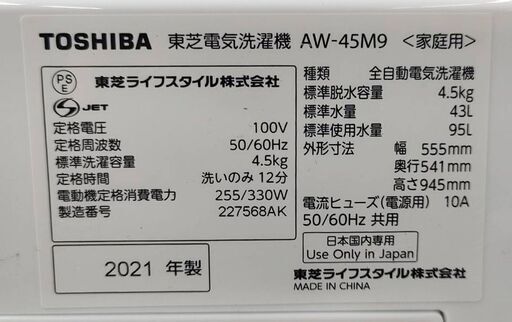 TOSHIBA 東芝電気洗濯機 AW-45M9 <家庭用>
PS
E
東芝ライフスタイル株式会社
S JET
定格電圧 100V
定格周波数 50/60Hz
標準洗濯容量 4.5kg
定格時間 洗いのみ 12分
電動機定格消費電力 255/330W
製造番号 227568AK
2021 年製
種類 全自動電気洗濯機
標準脱水容量 4.5kg
標準水量 43L
標準使用水量 95L
外形寸法 幅 555mm
奥行541mm
高さ945mm
電流ヒューズ(電源用) 10A
50/60Hz 共用
日本国内専用
Use Only in Japan
東芝ライフスタイル株式会社
MADE IN CHINA